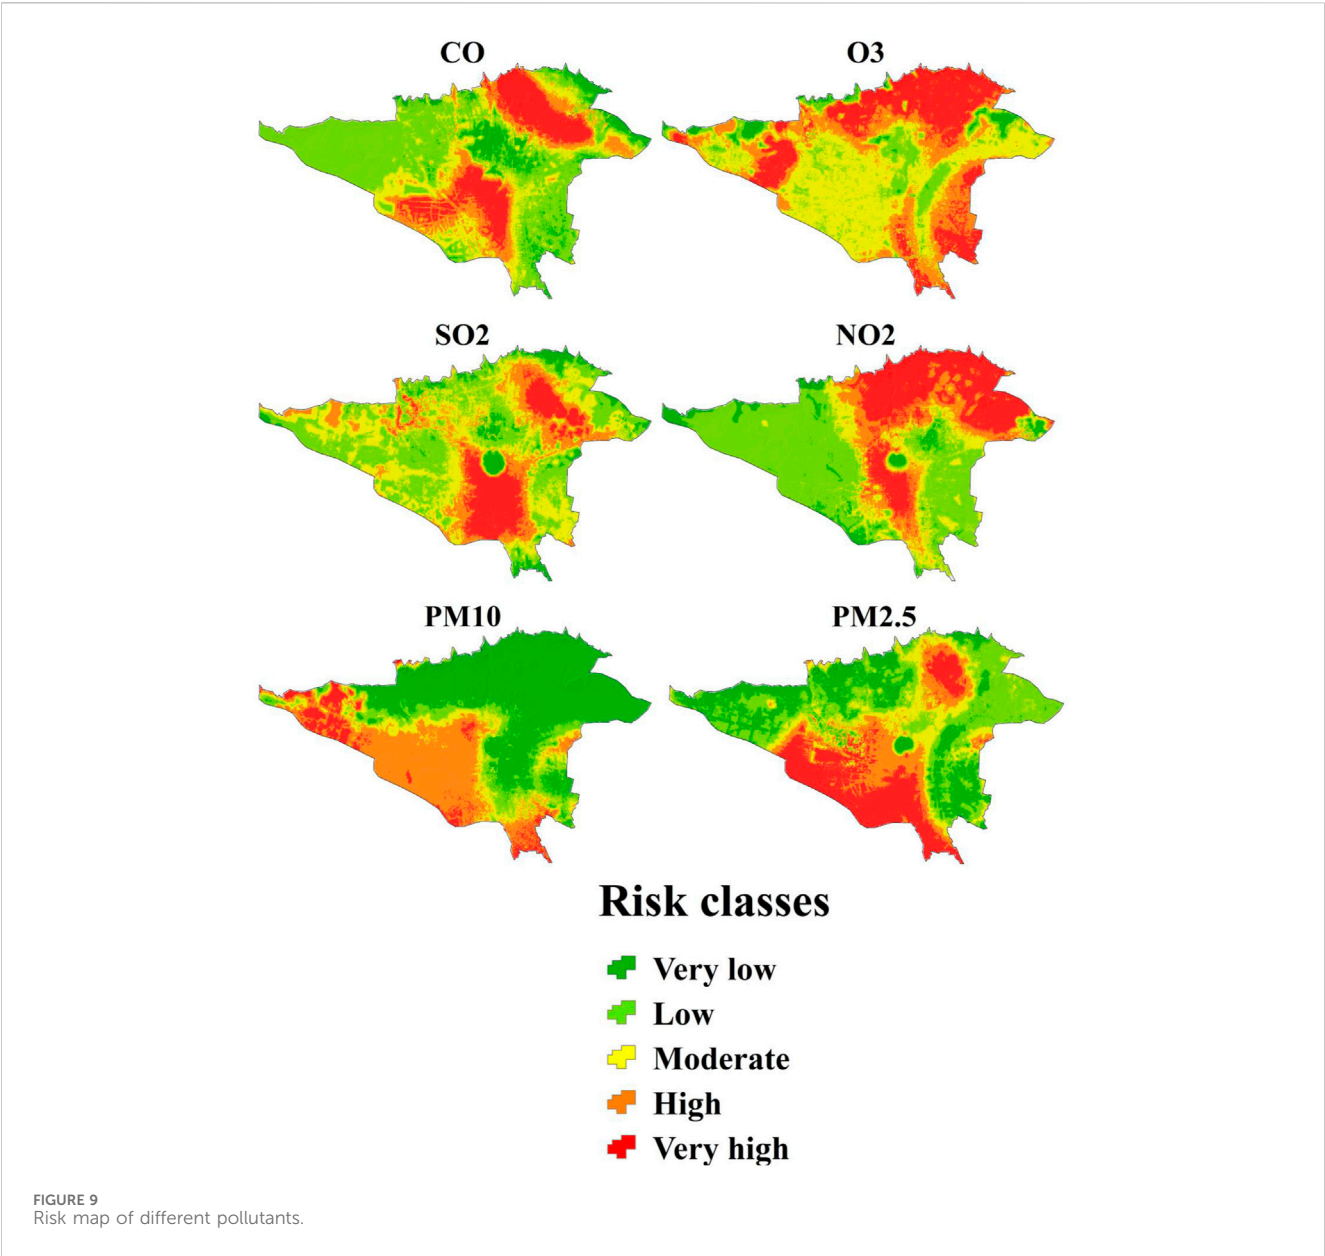 CO
O3
SO2
NO2
PM10
PM2.5
Risk classes
Very low
Low
Moderate
High
Very high
FIGURE 9
Risk map of different pollutants.